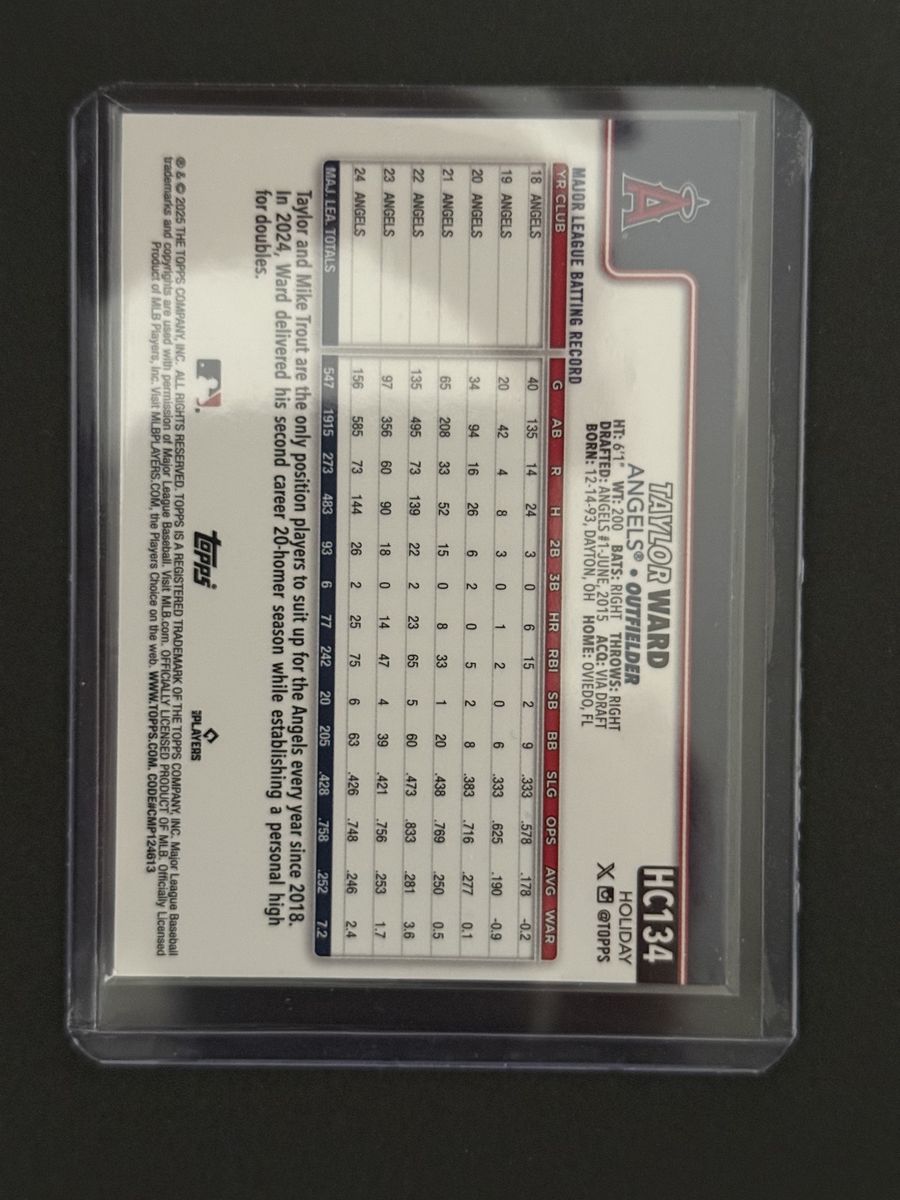 A
HC134
HOLIDAY
@TOPPS
TAYLOR WARD
ANGELS® • OUTFIELDER
HT: 6'1" WT: 200 BATS: RIGHT THROWS: RIGHT
DRAFTED: ANGELS #1-JUNE, 2015 ACQ: VIA DRAFT
BORN: 12-14-93, DAYTON, OH HOME: OVIEDO, FL
MAJOR LEAGUE BATTING RECORD
YR CLUB G AB R H 2B 3B HR RBI SB BB SLG OPS AVG WAR
18 ANGELS 40 135 14 24 3 0 6 15 2 9 .333 .578 .178 -0.2
19 ANGELS 20 42 4 8 3 0 1 2 0 6 .333 .625 .190 -0.9
20 ANGELS 34 94 16 26 6 2 0 5 2 8 .383 .716 .277 0.1
21 ANGELS 65 208 33 52 15 0 8 33 1 20 .438 .769 .250 0.5
22 ANGELS 135 495 73 139 22 2 23 65 5 60 .473 .833 .281 3.6
23 ANGELS 97 356 60 90 18 0 14 47 4 39 .421 .756 .253 1.7
24 ANGELS 156 585 73 144 26 2 25 75 6 63 .426 .748 .246 2.4
MAJ. LEA. TOTALS 547 1915 273 483 93 6 77 242 20 205 .428 .758 .252 7.2
Taylor and Mike Trout are the only position players to suit up for the Angels every year since 2018.
In 2024, Ward delivered his second career 20-homer season while establishing a personal high
for doubles.
topps
PLAYERS
® & © 2025 THE TOPPS COMPANY, INC. ALL RIGHTS RESERVED. TOPPS IS A REGISTERED TRADEMARK OF THE TOPPS COMPANY, INC. Major League Baseball
trademarks and copyrights are used with permission of Major League Baseball. Visit MLB.com. OFFICIALLY LICENSED PRODUCT OF MLB. Officially Licensed
Product of MLB Players, Inc. Visit MLBPLAYERS.COM, the Players Choice on the web. WWW.TOPPS.COM. CODE#CMP124613